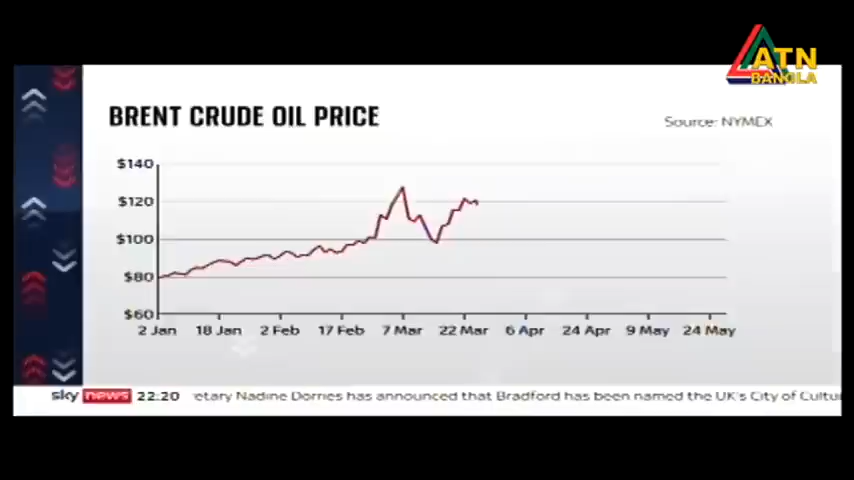 ATN
BANGLA
BRENT CRUDE OIL PRICE
Source: NYMEX
$140
$120
$100
$80
$60
2 Jan 18 Jan 2 Feb 17 Feb 7 Mar 22 Mar 6 Apr 24 Apr 9 May 24 May
sky news 22:20 etary Nadine Dorries has announced that Bradford has been named the UK's City of Cultu